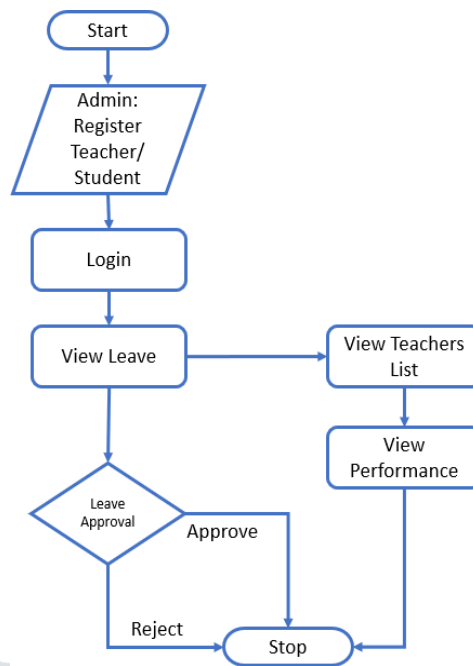 Start
Admin:
Register
Teacher/
Student
Login
View Leave
View Teachers
List
View
Performance
Leave
Approval
Approve
Reject
Stop